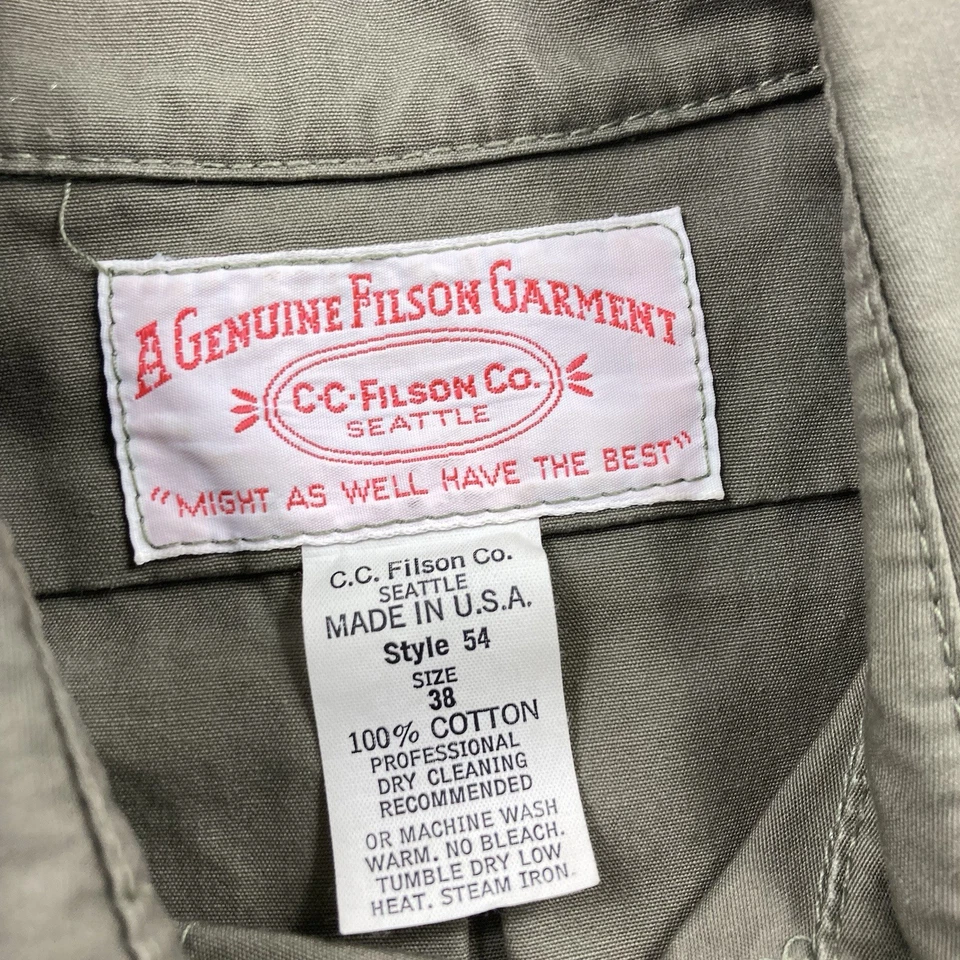 A GENUINE FILSON GARMENT
C·C·FILSON CO.
SEATTLE
"MIGHT AS WELL HAVE THE BEST"
C.C. Filson Co.
SEATTLE
MADE IN U.S.A.
Style 54
SIZE
38
100% COTTON
PROFESSIONAL
DRY CLEANING
RECOMMENDED
OR MACHINE WASH
WARM. NO BLEACH.
TUMBLE DRY LOW
HEAT. STEAM IRON.